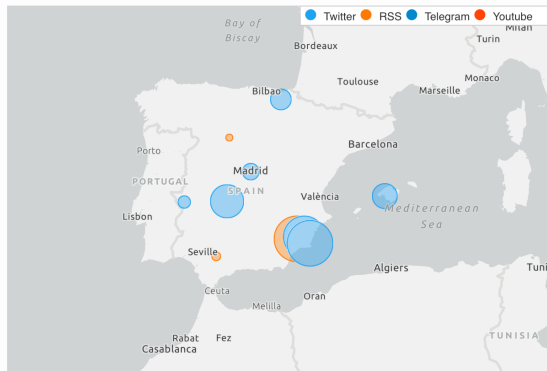 Twitter RSS Telegram Youtube
Bay of
Biscay
Milan
Turin
Bordeaux
Monaco
Toulouse
Marseille
Bilbao
Barcelona
Porto
Madrid
PORTUGAL
SPAIN
València
Mediterranean
Sea
Lisbon
Seville
Algiers
Tuni
Ceuta
Oran
Melilla
Rabat
Fez
Casablanca
TUNISIA